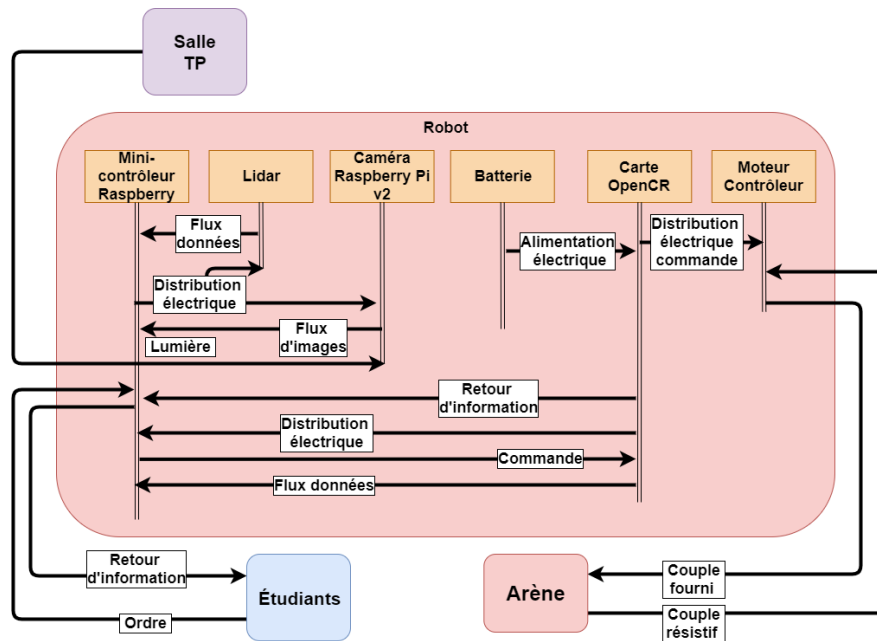 Salle
TP
Robot
Mini-
contrôleur
Raspberry
Lidar
Caméra
Raspberry Pi
v2
Batterie
Carte
OpenCR
Moteur
Contrôleur
Flux
données
Alimentation
électrique
Distribution
électrique
commande
Distribution
électrique
Lumière
Flux
d'images
Retour
d'information
Distribution
électrique
Commande
Flux données
Retour
d'information
Étudiants
Ordre
Arène
Couple
fourni
Couple
résistif